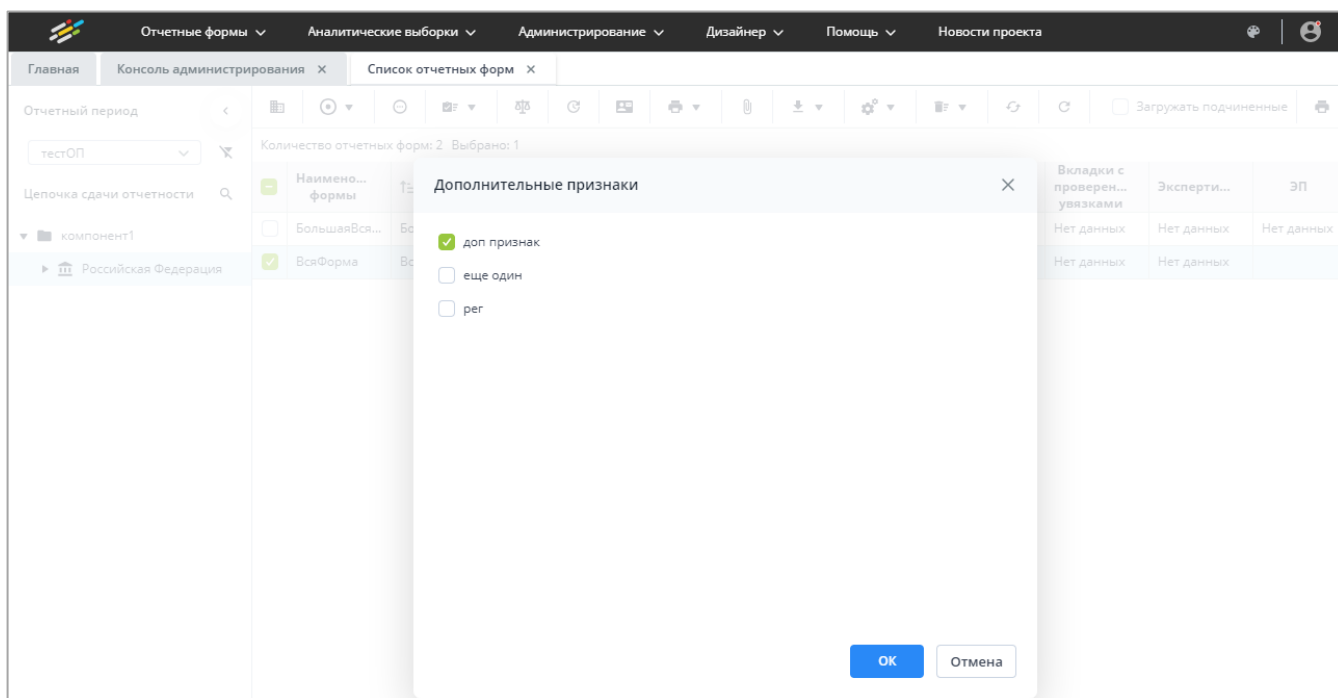 Отчетные формы Аналитические выборки Администрирование Дизайнер Помощь Новости проекта
Главная Консоль администрирования × Список отчетных форм ×
Отчетный период
Загружать подчиненные
тестОП
Количество отчетных форм: 2 Выбрано: 1
Цепочка сдачи отчетности
Наимено...
формы
Вкладки с
проверен...
увязками
Эксперти...
ЭП
Дополнительные признаки
компонент1
БольшаяВся... Бо
Нет данных Нет данных Нет данных
Российская Федерация
ВсяФорма Вс
Нет данных Нет данных
доп признак
еще один
рег
ОК Отмена